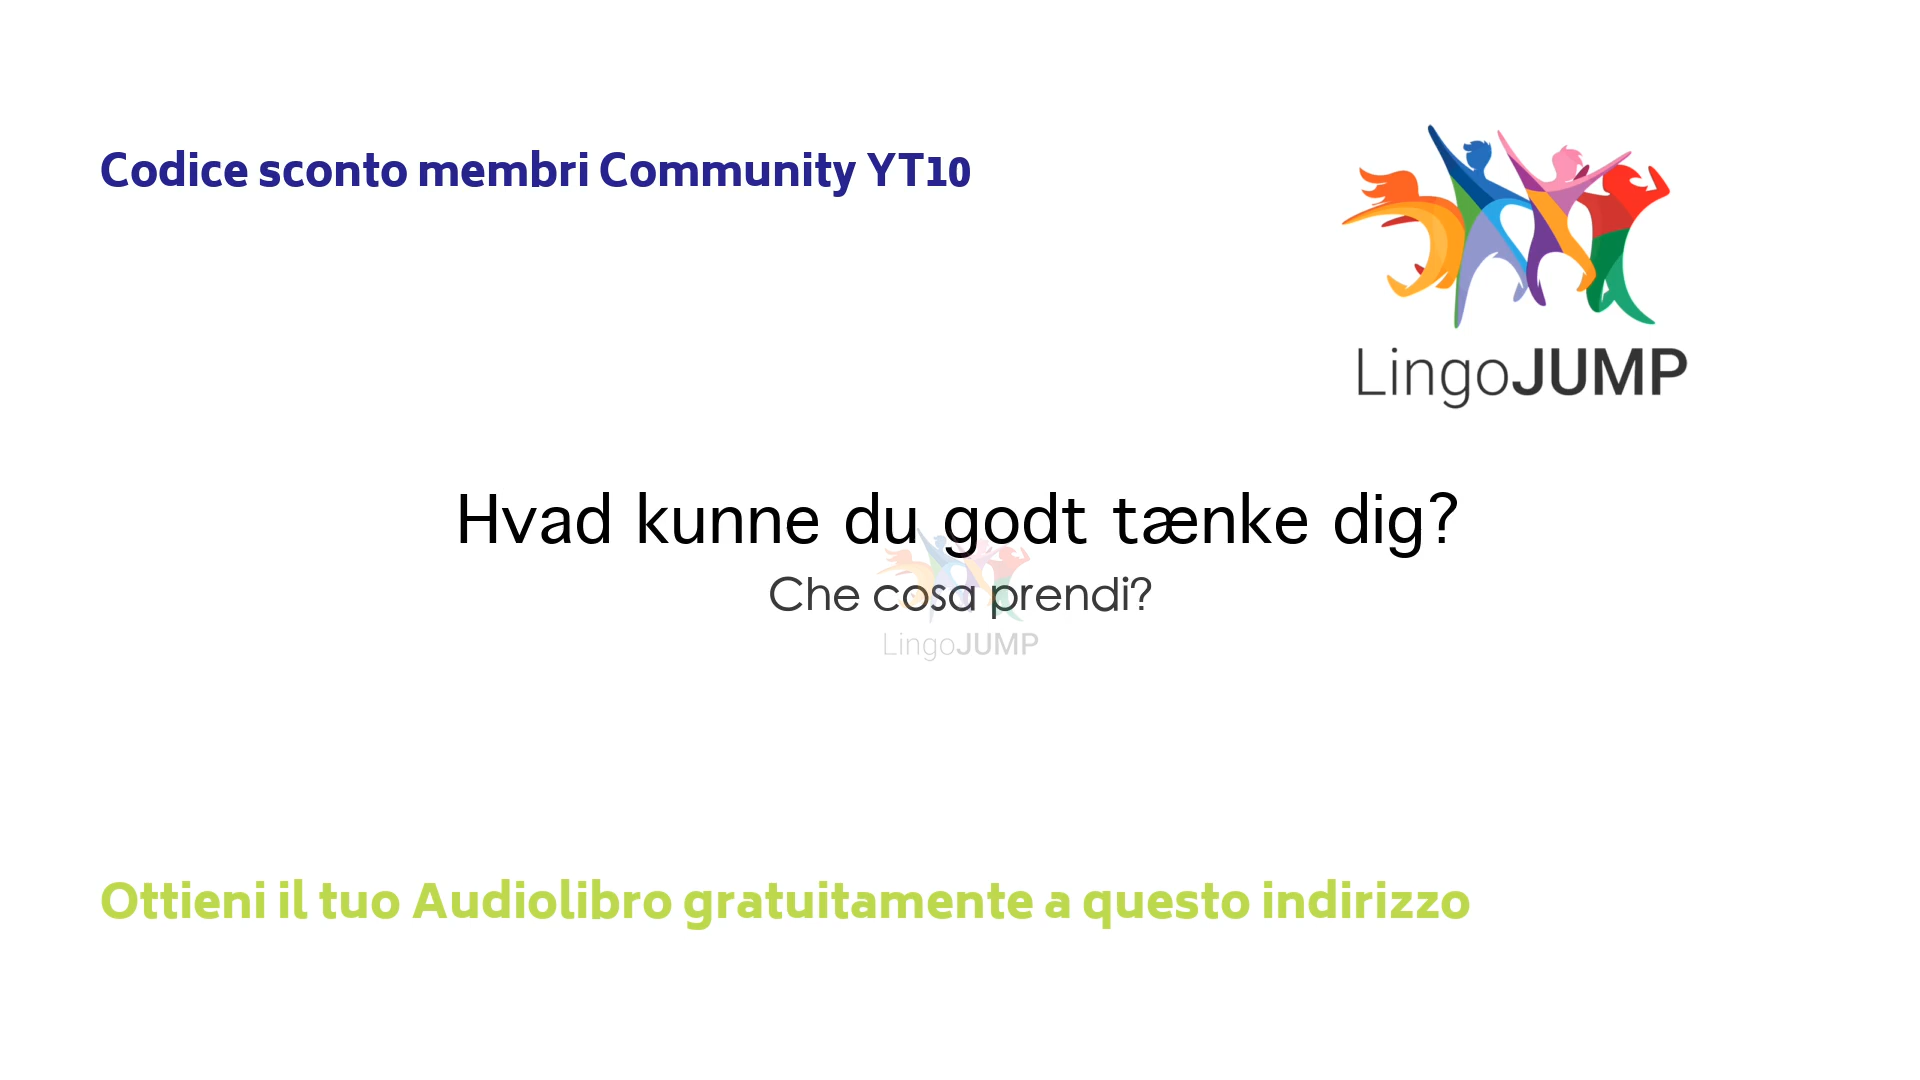 Codice sconto membri Community YT10
LingoJUMP
Hvad kunne du godt tænke dig?
Che cosa prendi?
LingoJUMP
Ottieni il tuo Audiolibro gratuitamente a questo indirizzo